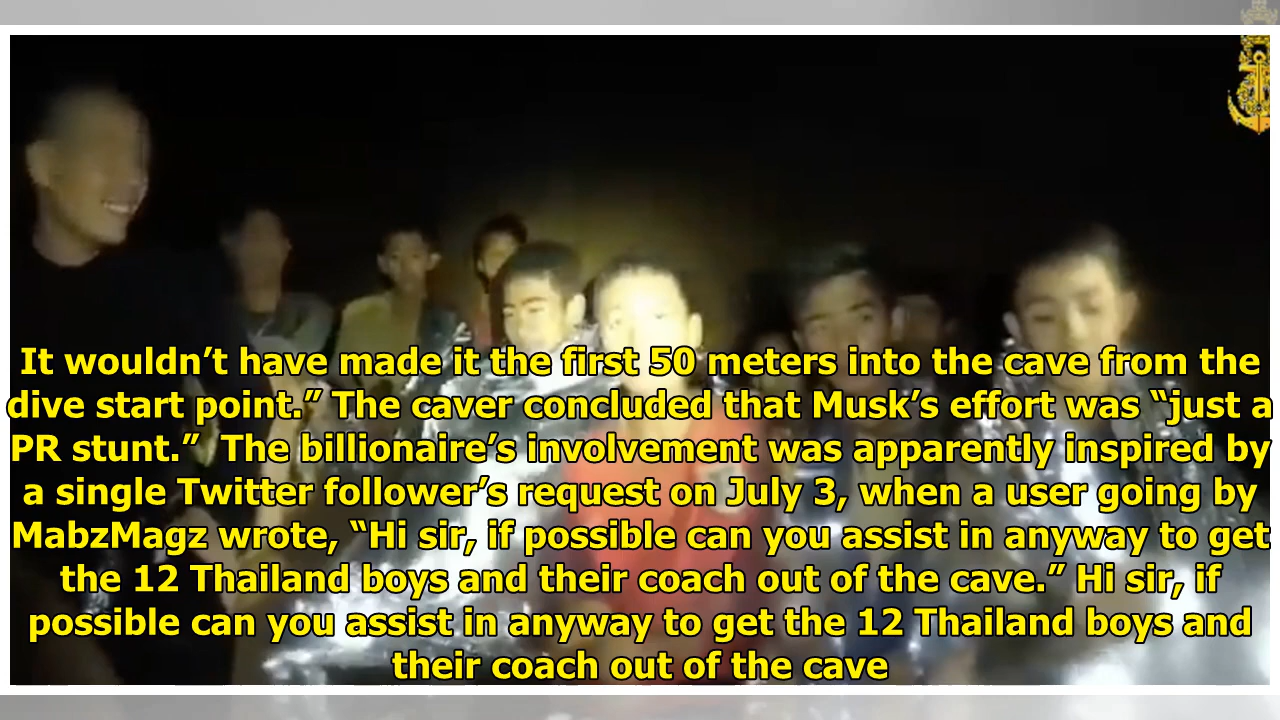 It wouldn’t have made it the first 50 meters into the cave from the
dive start point.” The caver concluded that Musk’s effort was “just a
PR stunt.”  The billionaire’s involvement was apparently inspired by
a single Twitter follower’s request on July 3, when a user going by
MabzMagz wrote, “Hi sir, if possible can you assist in anyway to get
the 12 Thailand boys and their coach out of the cave.” Hi sir, if
possible can you assist in anyway to get the 12 Thailand boys and
their coach out of the cave